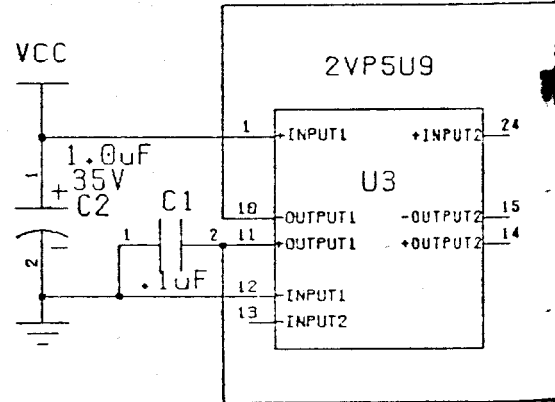 VCC
2VP5U9
1 +INPUT1 +INPUT2 24
1.0uF
35V
+
1
C2
C1
U3
10 -OUTPUT1 -OUTPUT2 15
1 2 11 +OUTPUT1 +OUTPUT2 14
2
.1uF
12 -INPUT1
13 -INPUT2